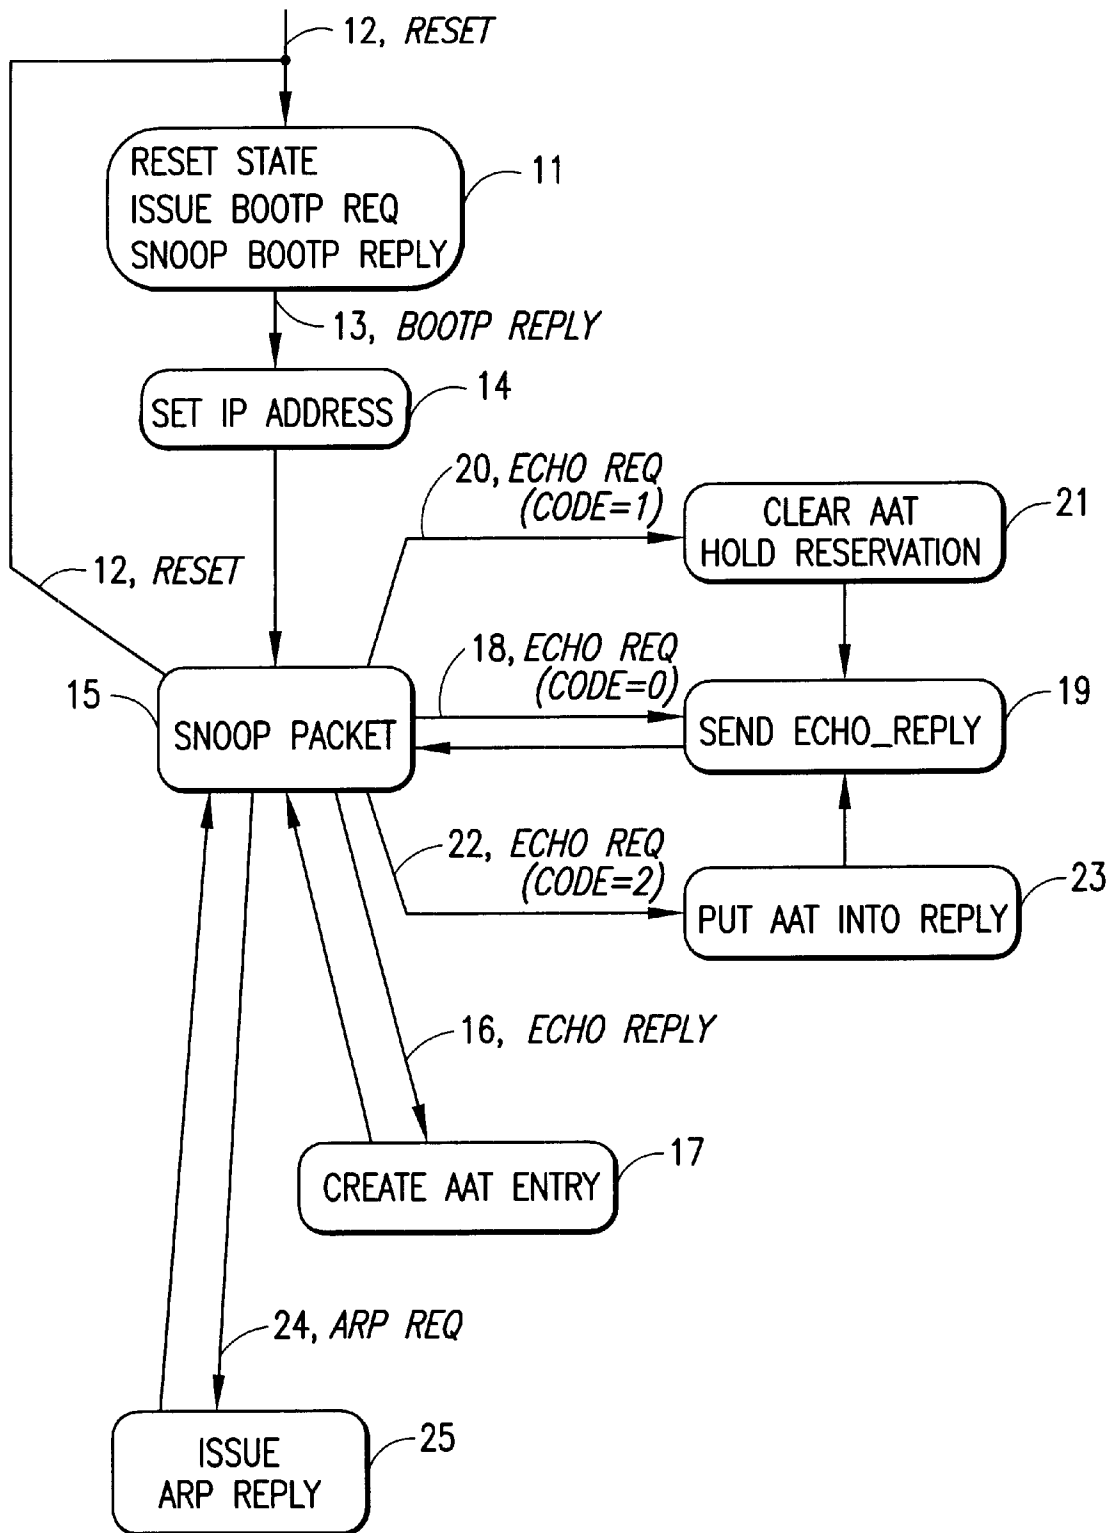 12, RESET
RESET STATE
ISSUE BOOTP REQ
SNOOP BOOTP REPLY
11
13, BOOTP REPLY
SET IP ADDRESS
14
20, ECHO REQ
(CODE=1)
CLEAR AAT
HOLD RESERVATION
21
12, RESET
18, ECHO REQ
(CODE=0)
15
SNOOP PACKET
SEND ECHO_REPLY
19
22, ECHO REQ
(CODE=2)
PUT AAT INTO REPLY
23
16, ECHO REPLY
CREATE AAT ENTRY
17
24, ARP REQ
ISSUE
ARP REPLY
25